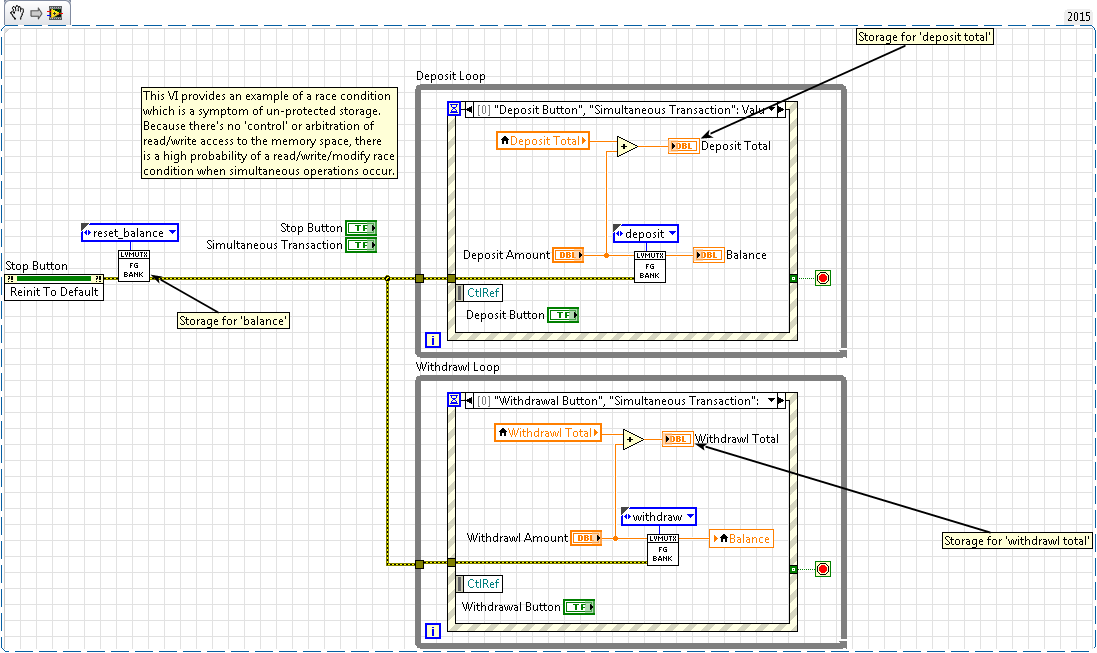 2015
Storage for 'deposit total'
Deposit Loop
This VI provides an example of a race condition
which is a symptom of un-protected storage.
Because there's no 'control' or arbitration of
read/write access to the memory space, there
is a high probability of a read/write/modify race
condition when simultaneous operations occur.
[0] "Deposit Button", "Simultaneous Transaction": Valu
Deposit Total
+
DBL
Deposit Total
reset_balance
Stop Button
TF
Simultaneous Transaction
TF
deposit
Deposit Amount
DBL
LVMUTX
FG
BANK
DBL
Balance
Stop Button
Reinit To Default
LVMUTX
FG
BANK
CtlRef
Deposit Button
TF
Storage for 'balance'
i
Withdrawl Loop
[0] "Withdrawal Button", "Simultaneous Transaction":
Withdrawl Total
+
DBL
Withdrawl Total
withdraw
Withdrawl Amount
DBL
LVMUTX
FG
BANK
Balance
Storage for 'withdrawl total'
CtlRef
Withdrawal Button
TF
i